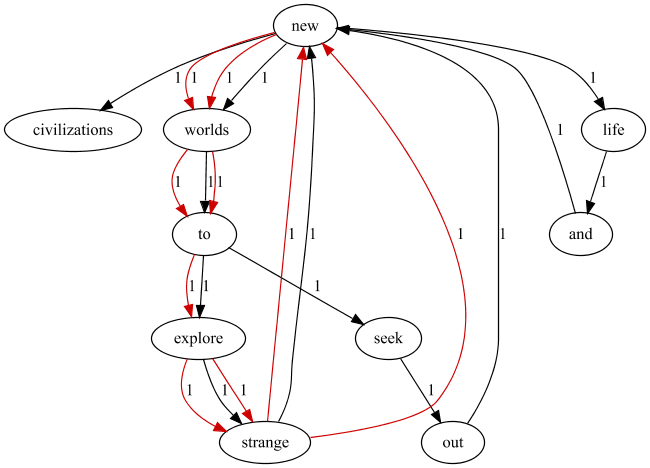 new
1 1 1 1 1
civilizations worlds life
1 1 1 1 1
to 1 1 1 1 and
1 1 1
explore seek
1 1 1 1
strange out